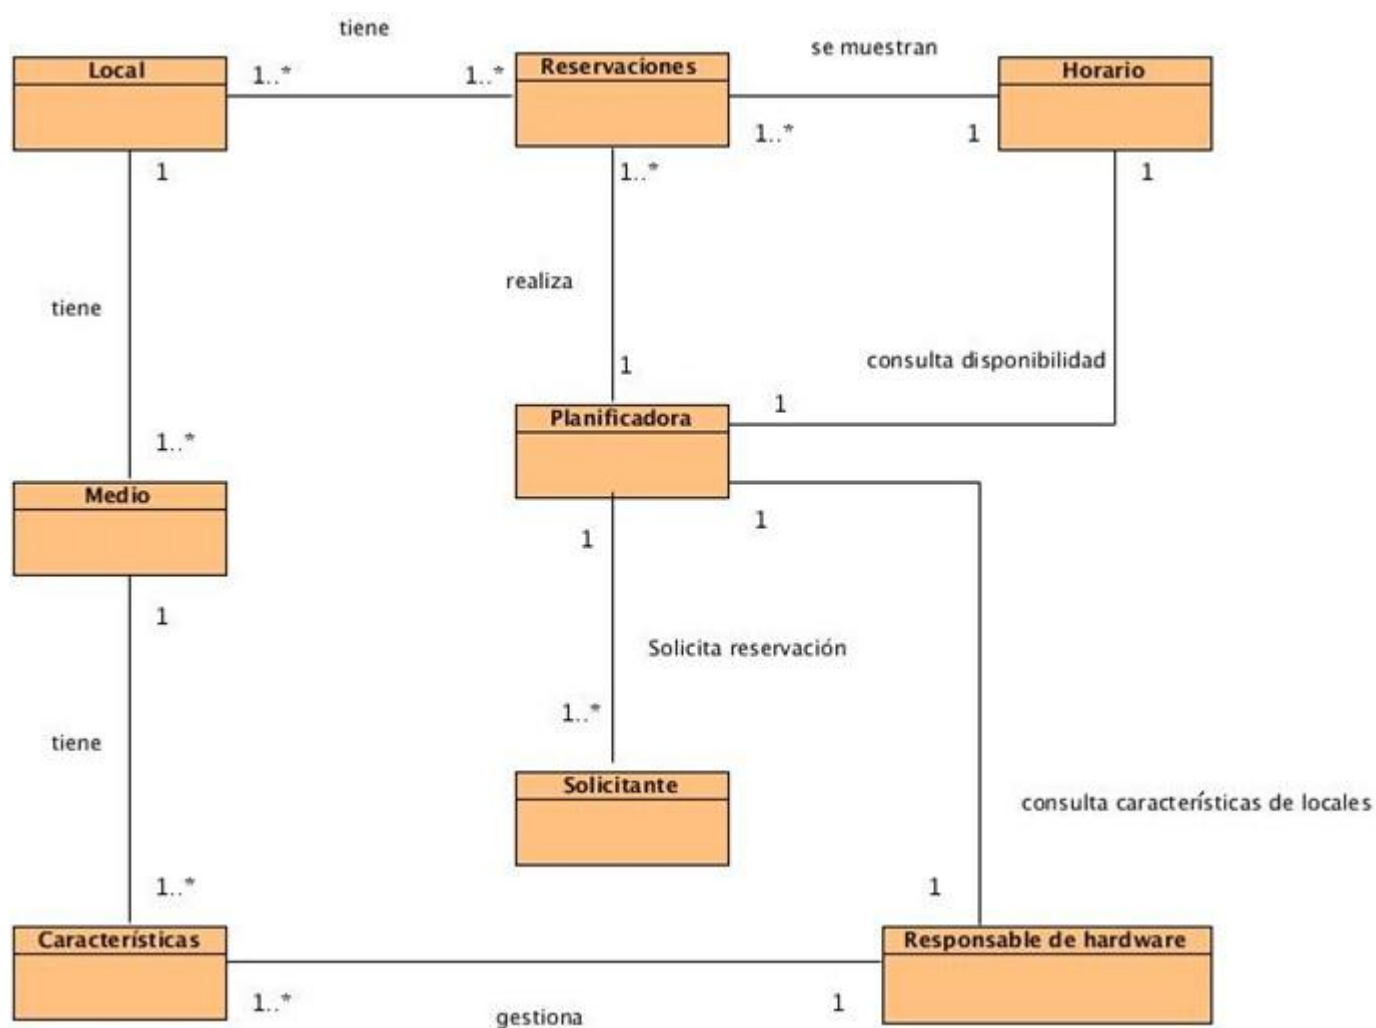 tiene
se muestran
Local
1..*
1..*
Reservaciones
Horario
1..*
1
1
1..*
1
realiza
tiene
consulta disponibilidad
1
1
Planificadora
1..*
Medio
1
1
1
Solicita reservación
1..*
tiene
Solicitante
consulta características de locales
1..*
1
Características
Responsable de hardware
1..*
1
gestiona